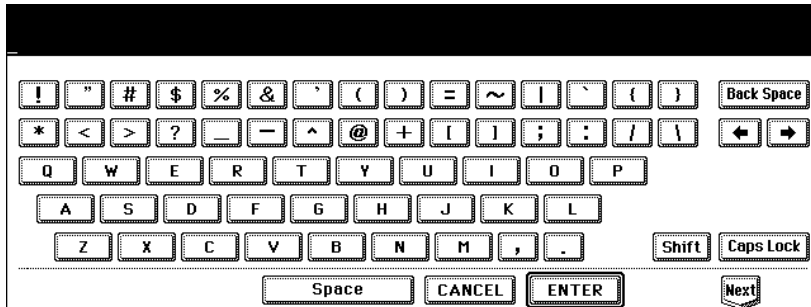 _
! " # $ % & ' ( ) = ~ | ` { } Back Space
* < > ? _ — ^ @ + [ ] ; : / \ 🡸 🡺
Q W E R T Y U I O P
A S D F G H J K L
Z X C V B N M , . Shift Caps Lock
Space CANCEL ENTER Next